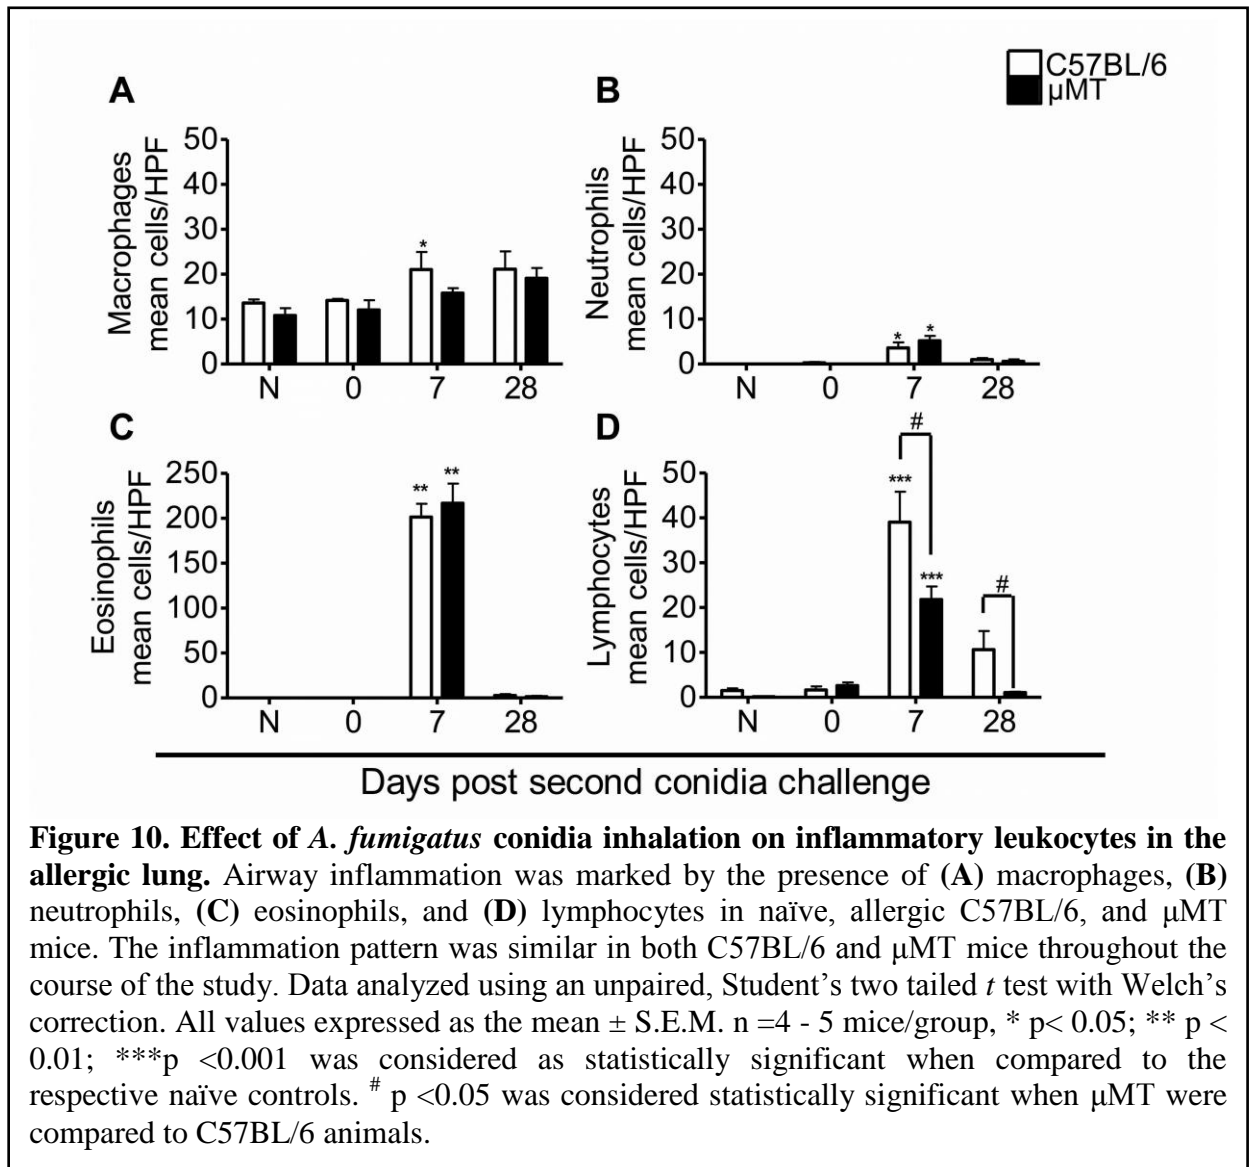 C57BL/6
μMT
A
Macrophages
mean cells/HPF
50
40
30
20
10
0
*
N 0 7 28
B
Neutrophils
mean cells/HPF
50
40
30
20
10
0
* *
N 0 7 28
C
Eosinophils
mean cells/HPF
250
200
150
100
50
0
** **
N 0 7 28
D
Lymphocytes
mean cells/HPF
50
40
30
20
10
0
#
***
***
#
N 0 7 28
Days post second conidia challenge
Figure 10. Effect of A. fumigatus conidia inhalation on inflammatory leukocytes in the
allergic lung. Airway inflammation was marked by the presence of (A) macrophages, (B)
neutrophils, (C) eosinophils, and (D) lymphocytes in naïve, allergic C57BL/6, and μMT
mice. The inflammation pattern was similar in both C57BL/6 and μMT mice throughout the
course of the study. Data analyzed using an unpaired, Student’s two tailed t test with Welch’s
correction. All values expressed as the mean ± S.E.M. n =4 - 5 mice/group, * p< 0.05; ** p <
0.01; ***p <0.001 was considered as statistically significant when compared to the
respective naïve controls. # p <0.05 was considered statistically significant when μMT were
compared to C57BL/6 animals.